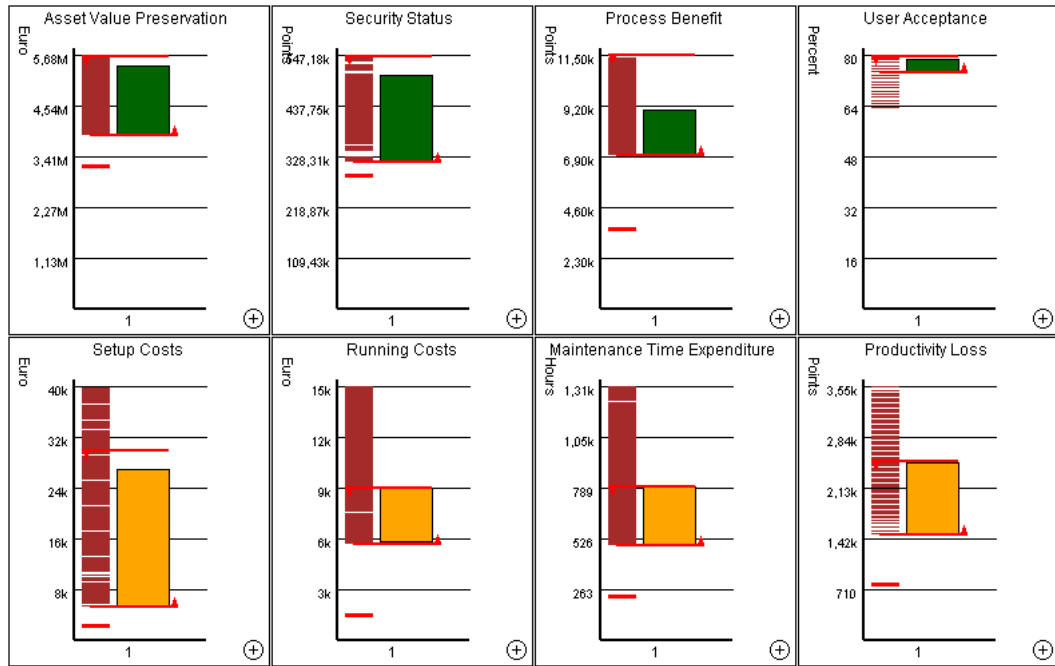 Asset Value Preservation
Euro
5,68M
4,54M
3,41M
2,27M
1,13M
1
Security Status
Points
547,18k
437,75k
328,31k
218,87k
109,43k
1
Process Benefit
Points
11,50k
9,20k
6,90k
4,60k
2,30k
1
User Acceptance
Percent
80
64
48
32
16
1
Setup Costs
Euro
40k
32k
24k
16k
8k
1
Running Costs
Euro
15k
12k
9k
6k
3k
1
Maintenance Time Expenditure
Hours
1,31k
1,05k
789
526
263
1
Productivity Loss
Points
3,55k
2,84k
2,13k
1,42k
710
1